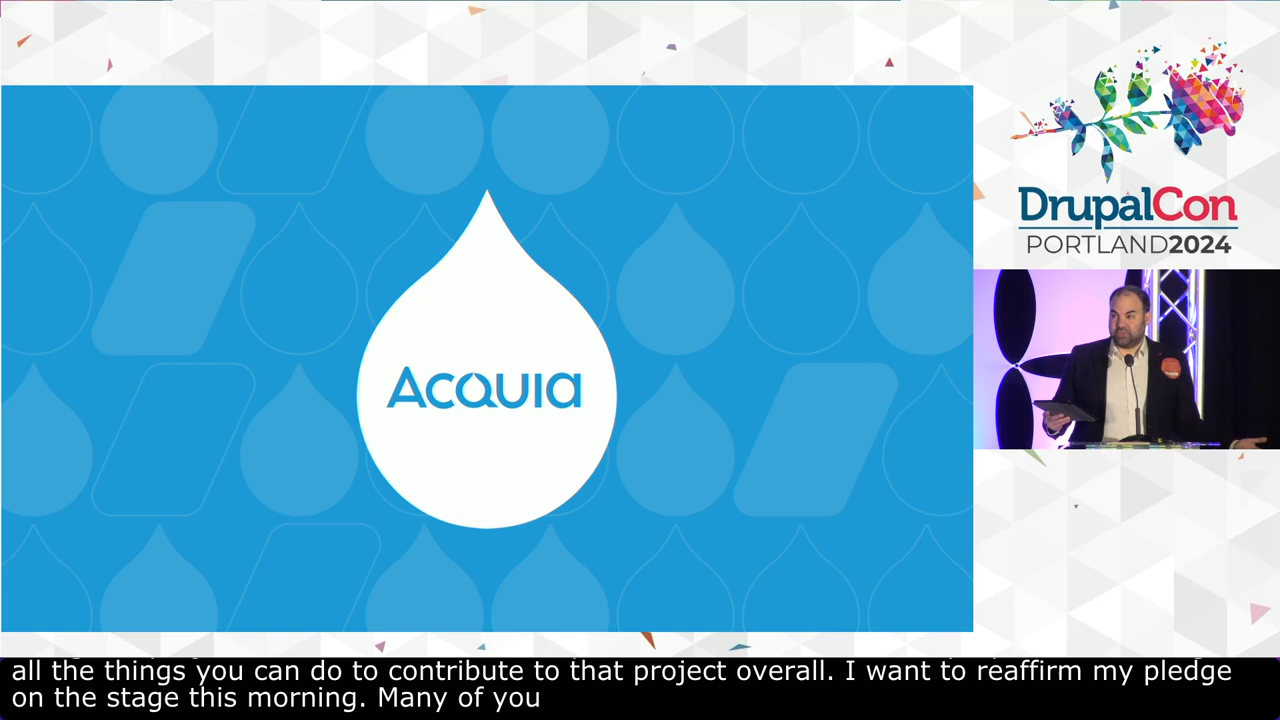 Acquia
DrupalCon
PORTLAND2024
all the things you can do to contribute to that project overall. I want to reaffirm my pledge
on the stage this morning. Many of you